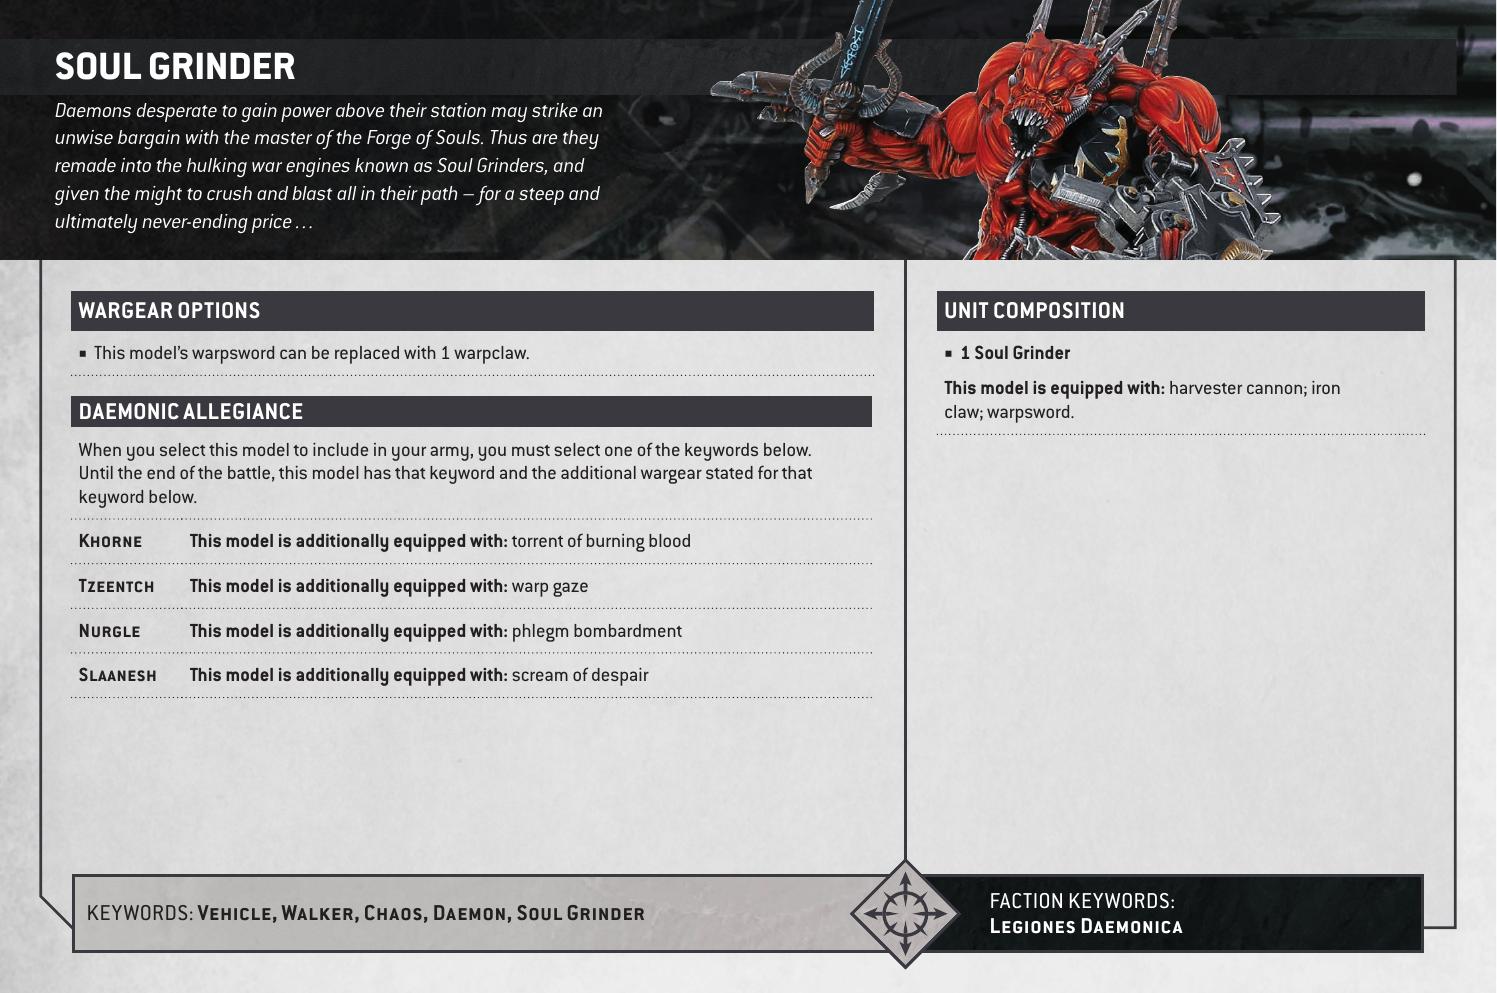 SOUL GRINDER
Daemons desperate to gain power above their station may strike an
unwise bargain with the master of the Forge of Souls. Thus are they
remade into the hulking war engines known as Soul Grinders, and
given the might to crush and blast all in their path – for a steep and
ultimately never-ending price…
WARGEAR OPTIONS
■ This model’s warpsword can be replaced with 1 warpclaw.
DAEMONIC ALLEGIANCE
When you select this model to include in your army, you must select one of the keywords below.
Until the end of the battle, this model has that keyword and the additional wargear stated for that
keyword below.
KHORNE This model is additionally equipped with: torrent of burning blood
TZEENTCH This model is additionally equipped with: warp gaze
NURGLE This model is additionally equipped with: phlegm bombardment
SLAANESH This model is additionally equipped with: scream of despair
UNIT COMPOSITION
■ 1 Soul Grinder
This model is equipped with: harvester cannon; iron
claw; warpsword.
KEYWORDS: VEHICLE, WALKER, CHAOS, DAEMON, SOUL GRINDER
FACTION KEYWORDS:
LEGIONES DAEMONICA